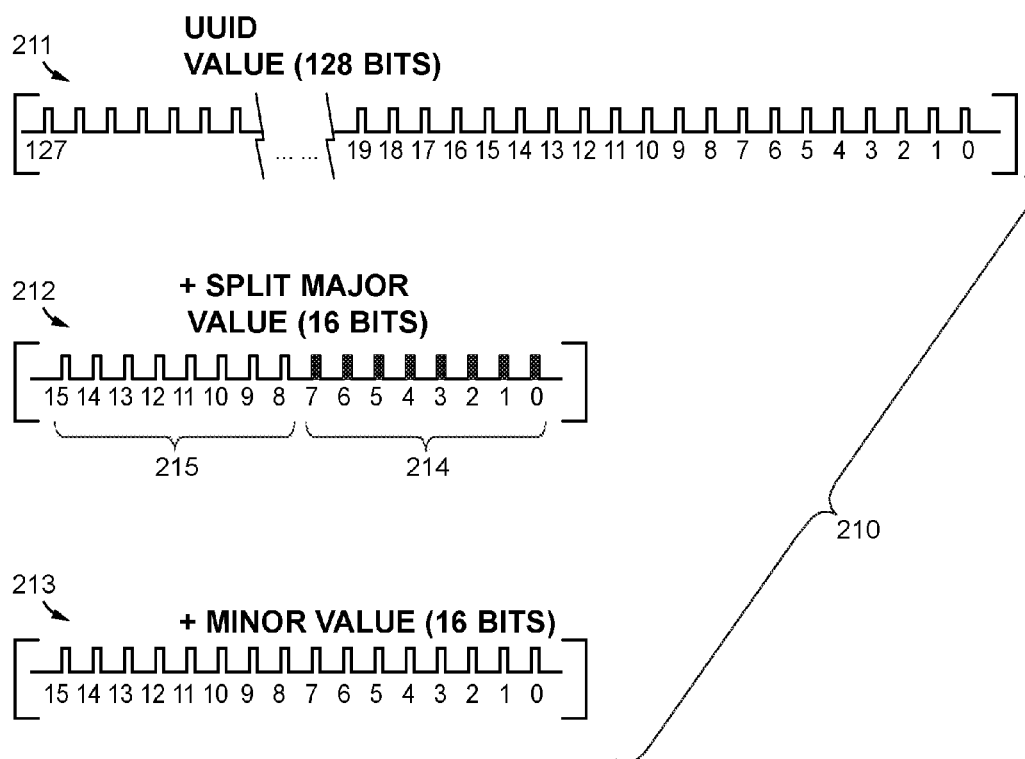 211
UUID
VALUE (128 BITS)
127 ... ... 19 18 17 16 15 14 13 12 11 10 9 8 7 6 5 4 3 2 1 0
212
+ SPLIT MAJOR
VALUE (16 BITS)
15 14 13 12 11 10 9 8 7 6 5 4 3 2 1 0
215 214
210
213
+ MINOR VALUE (16 BITS)
15 14 13 12 11 10 9 8 7 6 5 4 3 2 1 0